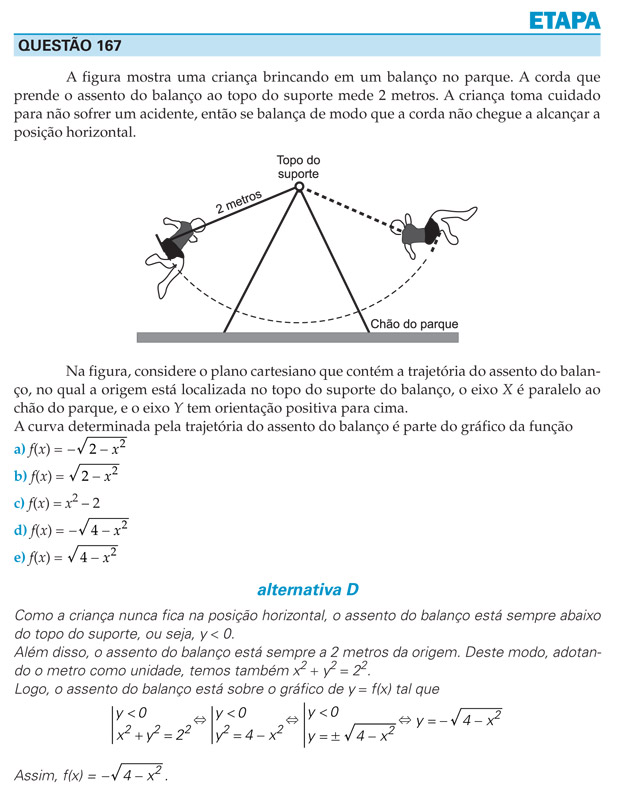 ETAPA
QUESTÃO 167
A figura mostra uma criança brincando em um balanço no parque. A corda que
prende o assento do balanço ao topo do suporte mede 2 metros. A criança toma cuidado
para não sofrer um acidente, então se balança de modo que a corda não chegue a alcançar a
posição horizontal.
Topo do
suporte
2 metros
Chão do parque
Na figura, considere o plano cartesiano que contém a trajetória do assento do balan-
ço, no qual a origem está localizada no topo do suporte do balanço, o eixo X é paralelo ao
chão do parque, e o eixo Y tem orientação positiva para cima.
A curva determinada pela trajetória do assento do balanço é parte do gráfico da função
a) f(x) = −√2 − x²
b) f(x) = √2 − x²
c) f(x) = x² − 2
d) f(x) = −√4 − x²
e) f(x) = √4 − x²
alternativa D
Como a criança nunca fica na posição horizontal, o assento do balanço está sempre abaixo
do topo do suporte, ou seja, y < 0.
Além disso, o assento do balanço está sempre a 2 metros da origem. Deste modo, adotan-
do o metro como unidade, temos também x² + y² = 2².
Logo, o assento do balanço está sobre o gráfico de y = f(x) tal que
| y < 0 | y < 0 | y < 0
| x² + y² = 2² ⇔ | y² = 4 − x² ⇔ | y = ± √4 − x² ⇔ y = − √4 − x²
Assim, f(x) = −√4 − x² .